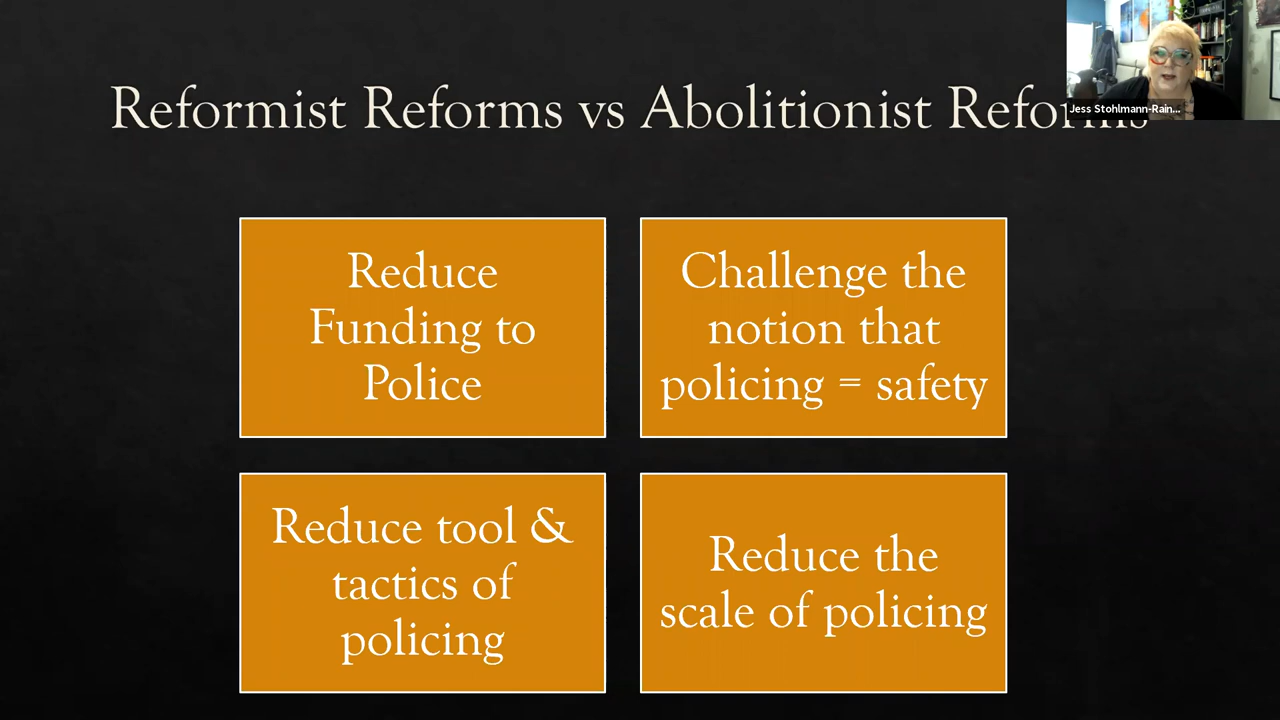 Reformist Reforms vs Abolitionist Reforms
Jess Stohlmann-Rain...
Reduce
Funding to
Police
Challenge the
notion that
policing = safety
Reduce tool &
tactics of
policing
Reduce the
scale of policing